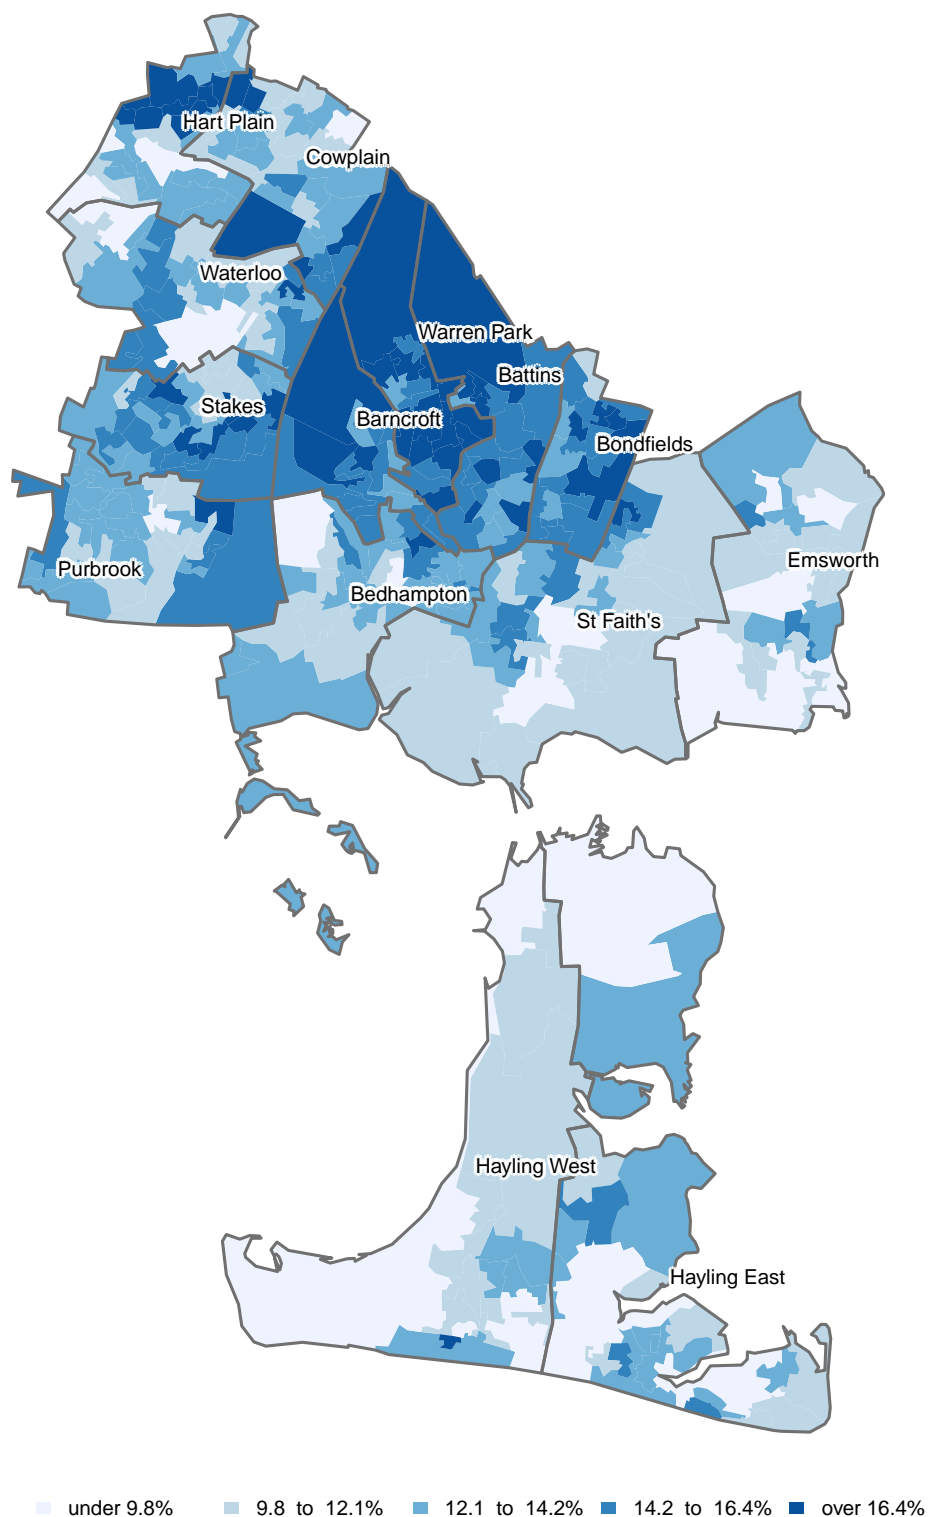 Hart Plain
Cowplain
Waterloo
Warren Park
Battins
Stakes
Barncroft
Bondfields
Emsworth
Purbrook
Bedhampton
St Faith's
Hayling West
Hayling East
under 9.8%
9.8 to 12.1%
12.1 to 14.2%
14.2 to 16.4%
over 16.4%